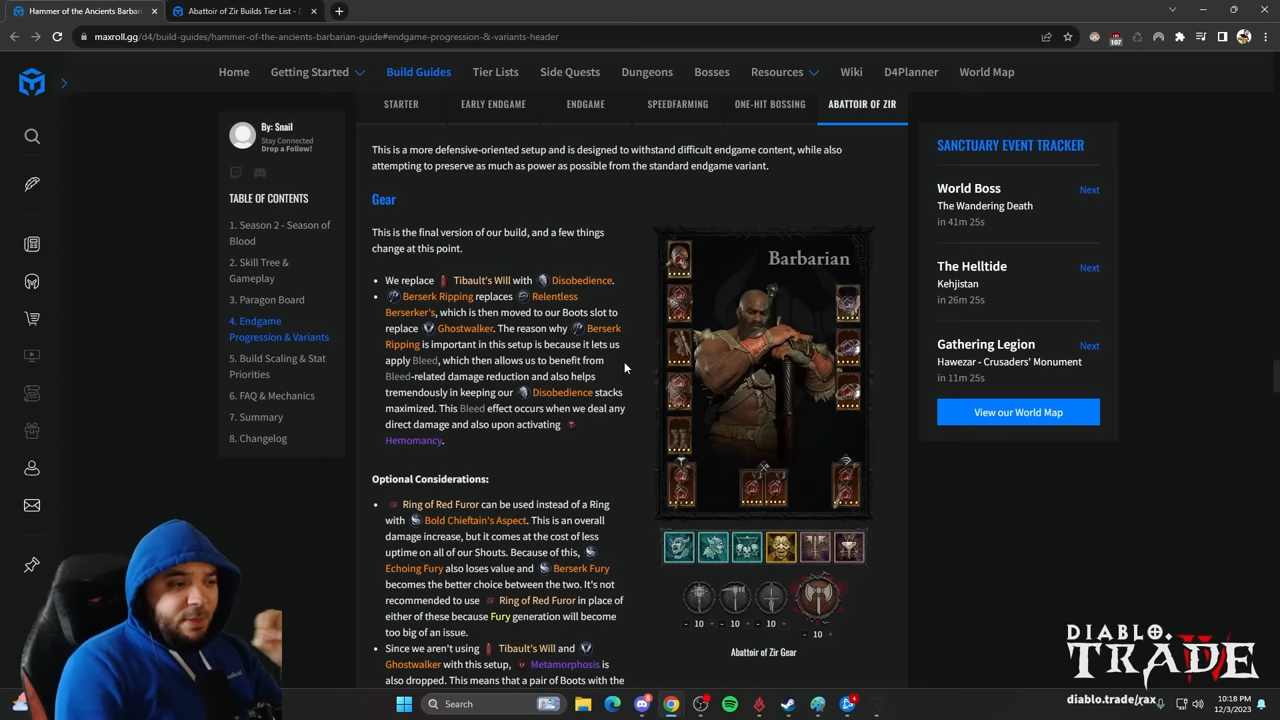 Hammer of the Ancients Barbar
Abattoir of Zir Builds Tier List - D
maxroll.gg/d4/build-guides/hammer-of-the-ancients-barbarian-guide#endgame-progression-&-variants-header
107
Home
Getting Started
Build Guides
Tier Lists
Side Quests
Dungeons
Bosses
Resources
Wiki
D4Planner
World Map
STARTER
EARLY ENDGAME
ENDGAME
SPEEDFARMING
ONE-HIT BOSSING
ABATTOIR OF ZIR
By: Snail
Stay Connected
Drop a Follow!
TABLE OF CONTENTS
1. Season 2 - Season of
Blood
2. Skill Tree &
Gameplay
3. Paragon Board
4. Endgame
Progression & Variants
5. Build Scaling & Stat
Priorities
6. FAQ & Mechanics
7. Summary
8. Changelog
This is a more defensive-oriented setup and is designed to withstand difficult endgame content, while also
attempting to preserve as much as power as possible from the standard endgame variant.
Gear
This is the final version of our build, and a few things
change at this point.
We replace Tibault's Will with Disobedience.
Berserk Ripping replaces Relentless
Berserker's, which is then moved to our Boots slot to
replace Ghostwalker. The reason why Berserk
Ripping is important in this setup is because it lets us
apply Bleed, which then allows us to benefit from
Bleed-related damage reduction and also helps
tremendously in keeping our Disobedience stacks
maximized. This Bleed effect occurs when we deal any
direct damage and also upon activating
Hemomancy.
Optional Considerations:
Ring of Red Furor can be used instead of a Ring
with Bold Chieftain's Aspect. This is an overall
damage increase, but it comes at the cost of less
uptime on all of our Shouts. Because of this,
Echoing Fury also loses value and Berserk Fury
becomes the better choice between the two. It's not
recommended to use Ring of Red Furor in place of
either of these because Fury generation will become
too big of an issue.
Since we aren't using Tibault's Will and
Ghostwalker with this setup, Metamorphosis is
also dropped. This means that a pair of Boots with the
Barbarian
- 10 +
- 10 +
- 10 +
- 10 +
Abattoir of Zir Gear
SANCTUARY EVENT TRACKER
World Boss
Next
The Wandering Death
in 41m 25s
The Helltide
Next
Kehjistan
in 26m 25s
Gathering Legion
Next
Hawezar - Crusaders' Monument
in 11m 25s
View our World Map
DIABLO.
TRADE
diablo.trade/rax
Search
10:18 PM
12/3/2023